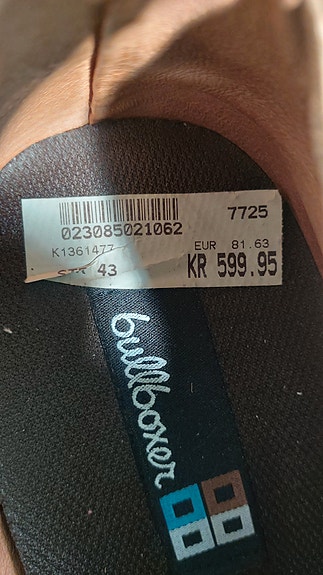 023085021062
7725
K1361477
EUR 81.63
STR 43
KR 599.95
bullboxer